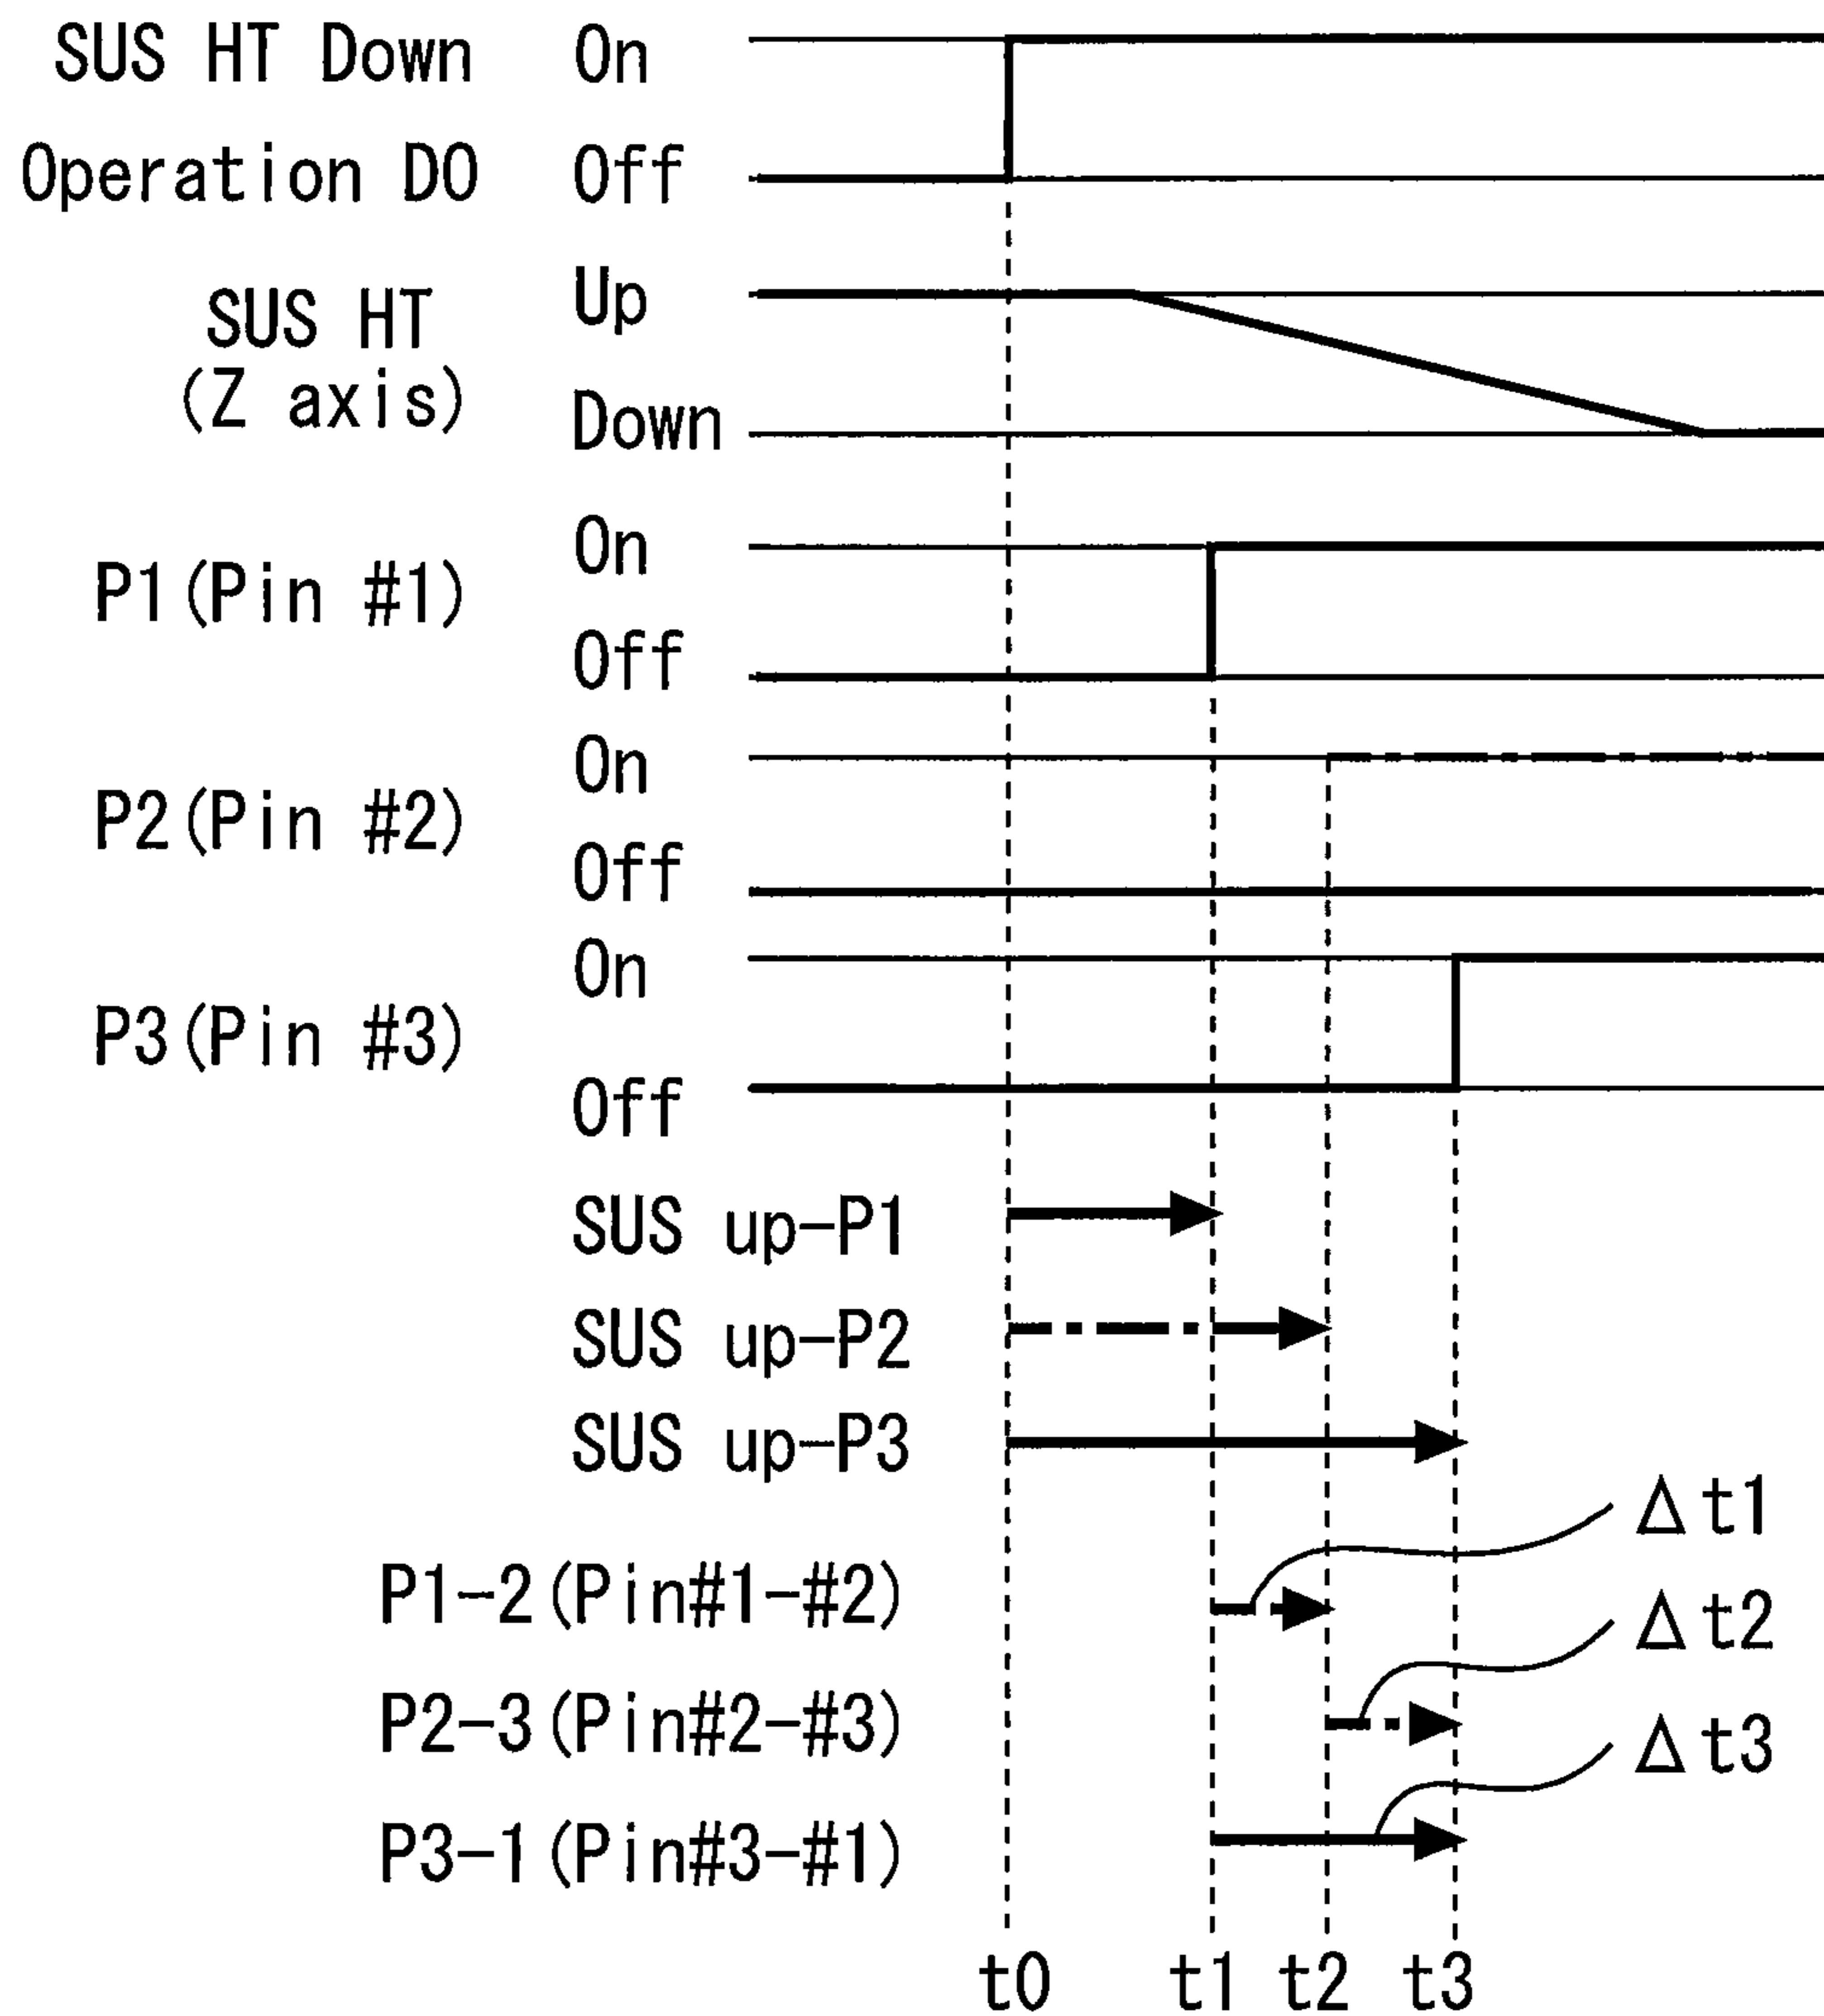 SUS HT Down On
Operation DO Off
Up
SUS HT
(Z axis)
Down
On
P1(Pin #1)
Off
On
P2(Pin #2)
Off
On
P3(Pin #3)
Off
SUS up-P1
SUS up-P2
SUS up-P3
Δt1
P1-2(Pin#1-#2)
Δt2
P2-3(Pin#2-#3)
Δt3
P3-1(Pin#3-#1)
t0 t1 t2 t3